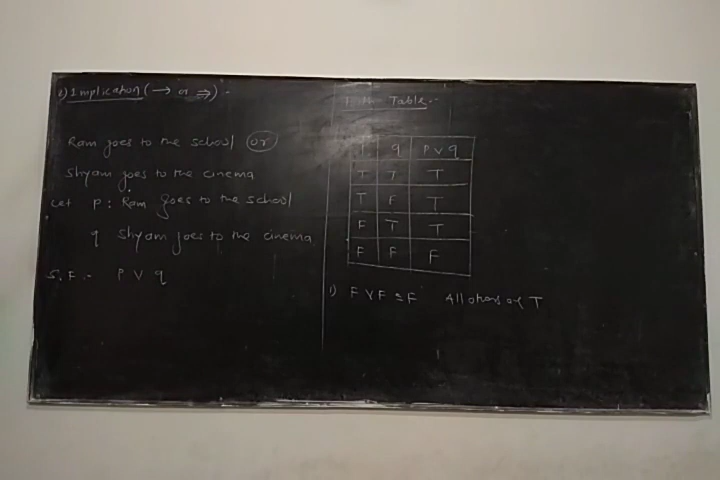 2) Implication (→ or ⇒) :-
Ram goes to the school or
Shyam goes to the cinema
Let p : Ram goes to the school
q Shyam goes to the cinema
S.F. :- P ∨ q
Table :-
q P ∨ q
T T T
T F T
F T T
F F F
1) F ∨ F ≡ F All others are T